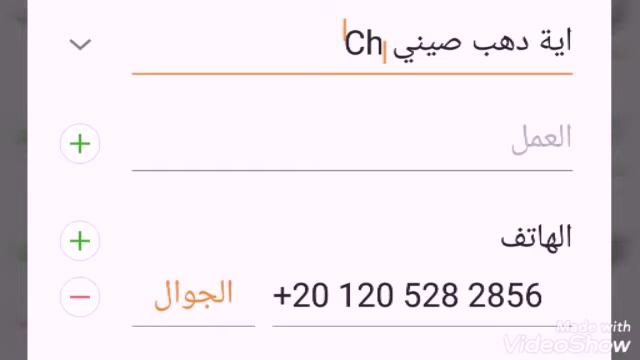 اية دهب صيني Ch
العمل
الهاتف
الجوال +20 120 528 2856
Made with
VideoShow